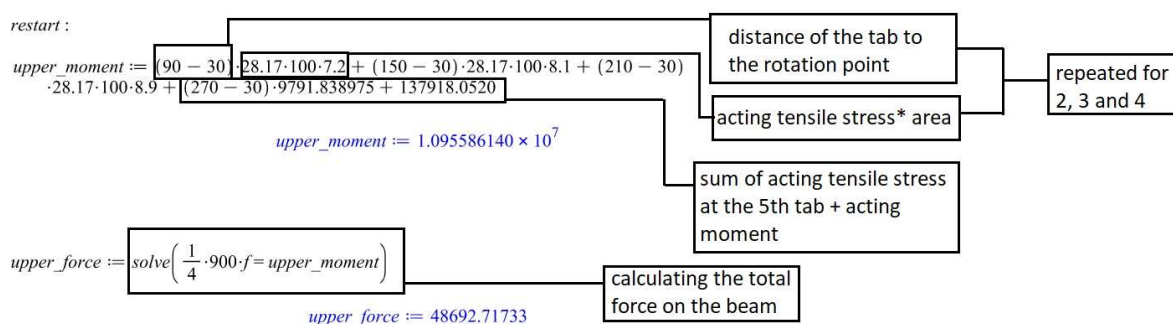 restart :
upper_moment := (90 − 30)·28.17·100·7.2 + (150 − 30)·28.17·100·8.1 + (210 − 30)
·28.17·100·8.9 + (270 − 30)·9791.838975 + 137918.0520
upper_moment := 1.095586140 × 10⁷
distance of the tab to
the rotation point
acting tensile stress* area
repeated for
2, 3 and 4
sum of acting tensile stress
at the 5th tab + acting
moment
upper_force := solve(1/4·900·f = upper_moment)
upper_force := 48692.71733
calculating the total
force on the beam